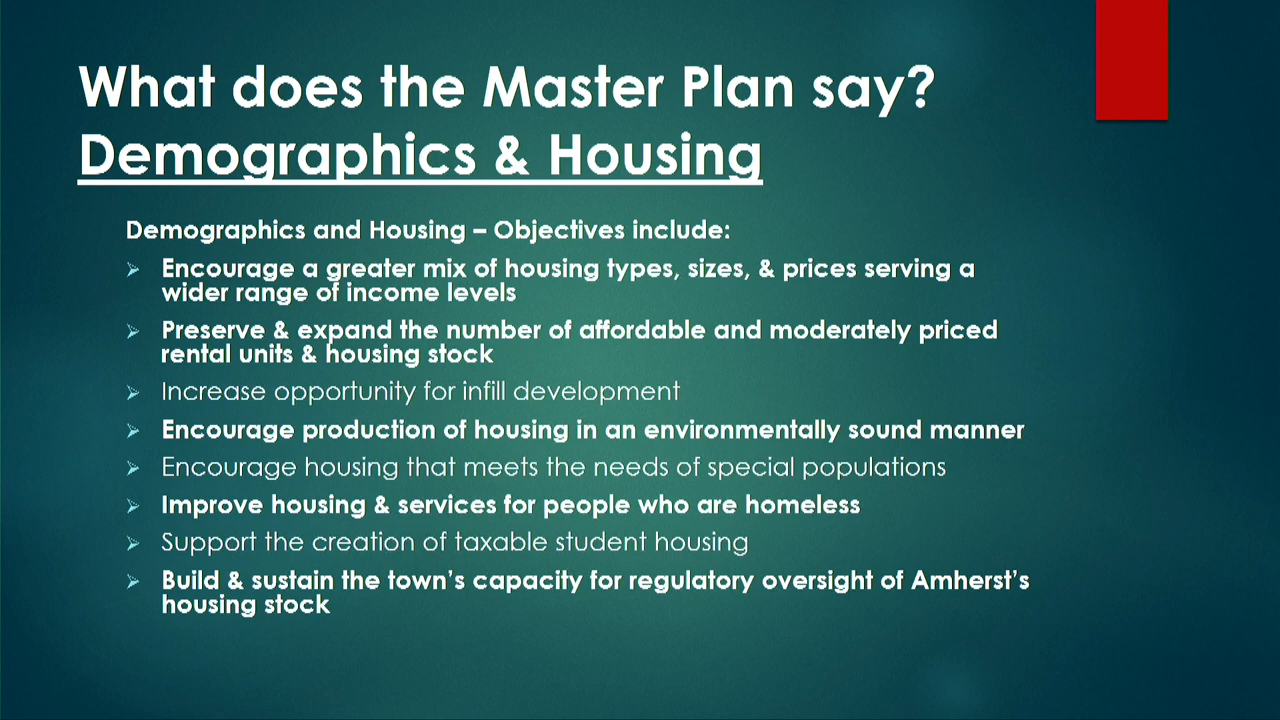 What does the Master Plan say?
Demographics & Housing
Demographics and Housing – Objectives include:
➢ Encourage a greater mix of housing types, sizes, & prices serving a
wider range of income levels
➢ Preserve & expand the number of affordable and moderately priced
rental units & housing stock
➢ Increase opportunity for infill development
➢ Encourage production of housing in an environmentally sound manner
➢ Encourage housing that meets the needs of special populations
➢ Improve housing & services for people who are homeless
➢ Support the creation of taxable student housing
➢ Build & sustain the town’s capacity for regulatory oversight of Amherst’s
housing stock